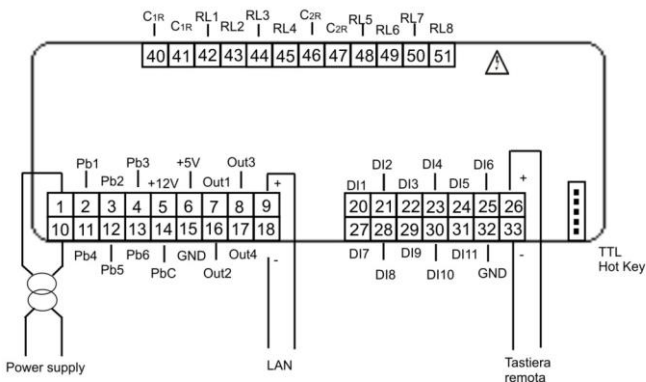 C1R RL1 RL3 C2R RL5 RL7
C1R RL2 RL4 C2R RL6 RL8
40 41 42 43 44 45 46 47 48 49 50 51
Pb1 Pb3 +5V Out3
Pb2 +12V Out1 +
1 2 3 4 5 6 7 8 9
10 11 12 13 14 15 16 17 18
Pb4 Pb6 GND Out4 -
Pb5 PbC Out2
DI2 DI4 DI6
DI1 DI3 DI5 +
20 21 22 23 24 25 26
27 28 29 30 31 32 33
DI7 DI9 DI11 -
DI8 DI10 GND
TTL
Hot Key
Power supply
LAN
Tastiera
remota